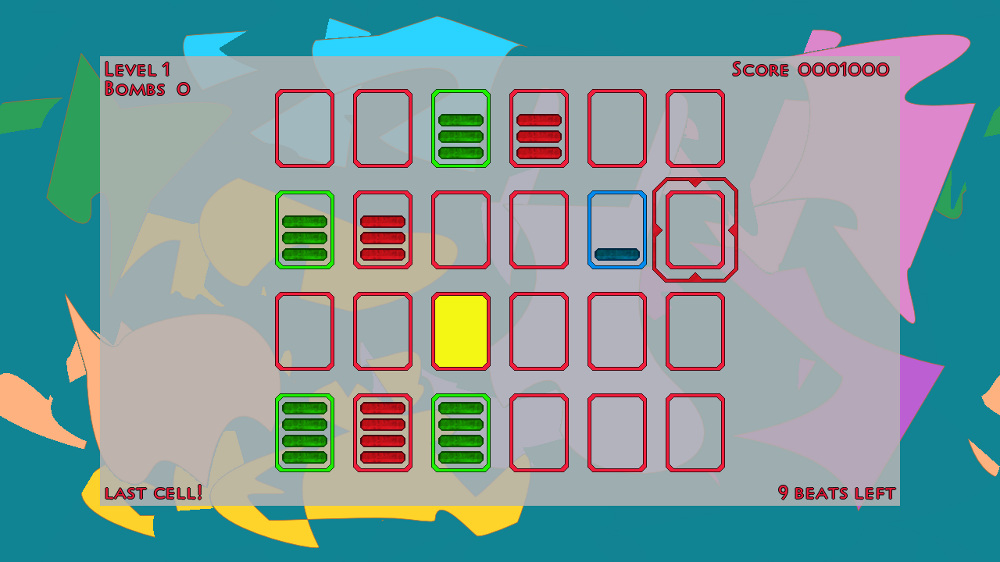 Level 1
Score 0001000
Bombs 0
LAST CELL!
9 BEATS LEFT